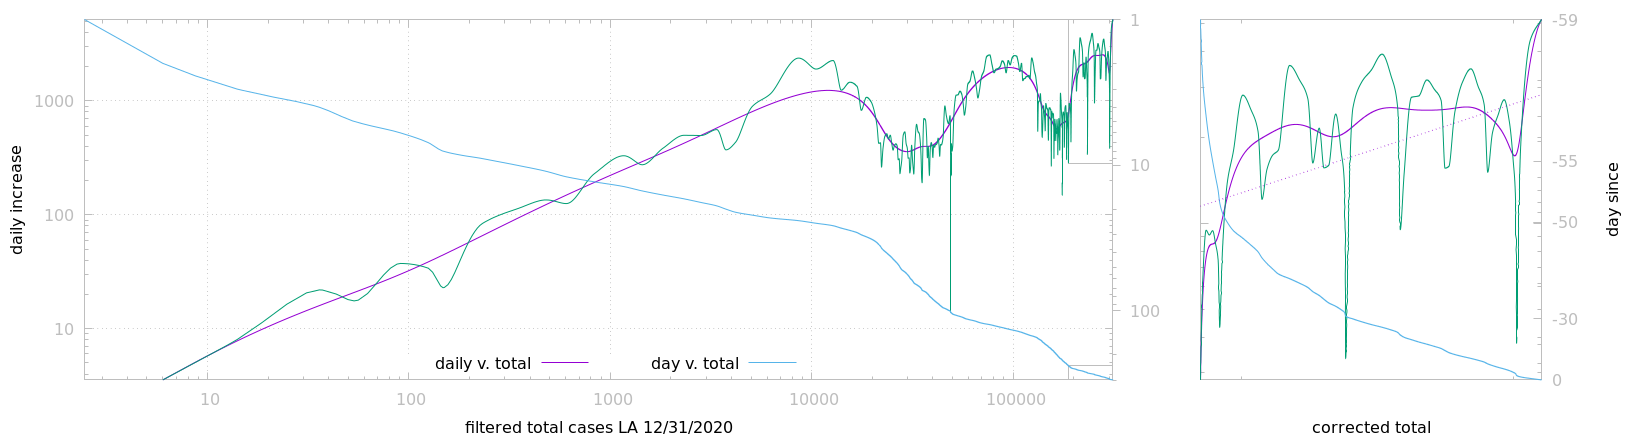 daily increase
1000
100
10
10
100
1000
10000
100000
1
10
100
daily v. total
day v. total
filtered total cases LA 12/31/2020
-59
-55
-50
-30
0
day since
corrected total